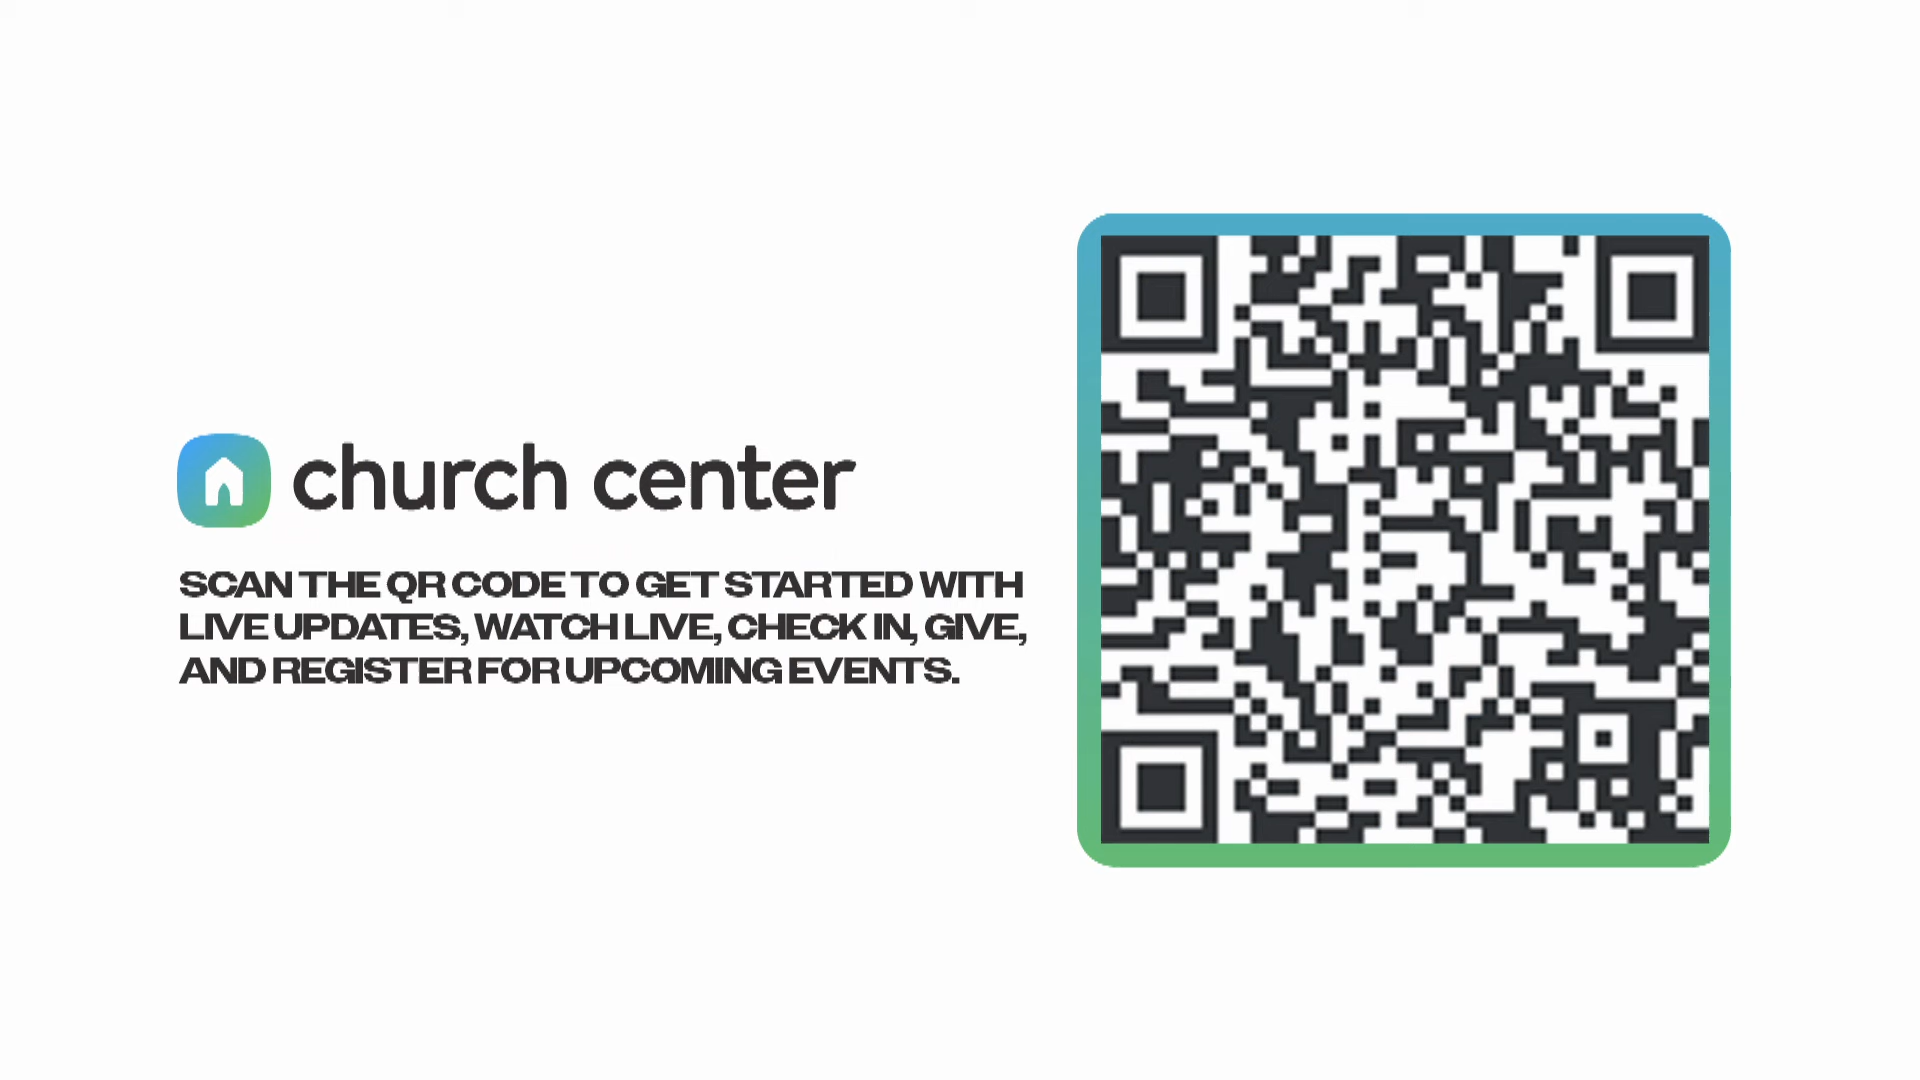 church center
SCAN THE QR CODE TO GET STARTED WITH
LIVE UPDATES, WATCH LIVE, CHECK IN, GIVE,
AND REGISTER FOR UPCOMING EVENTS.